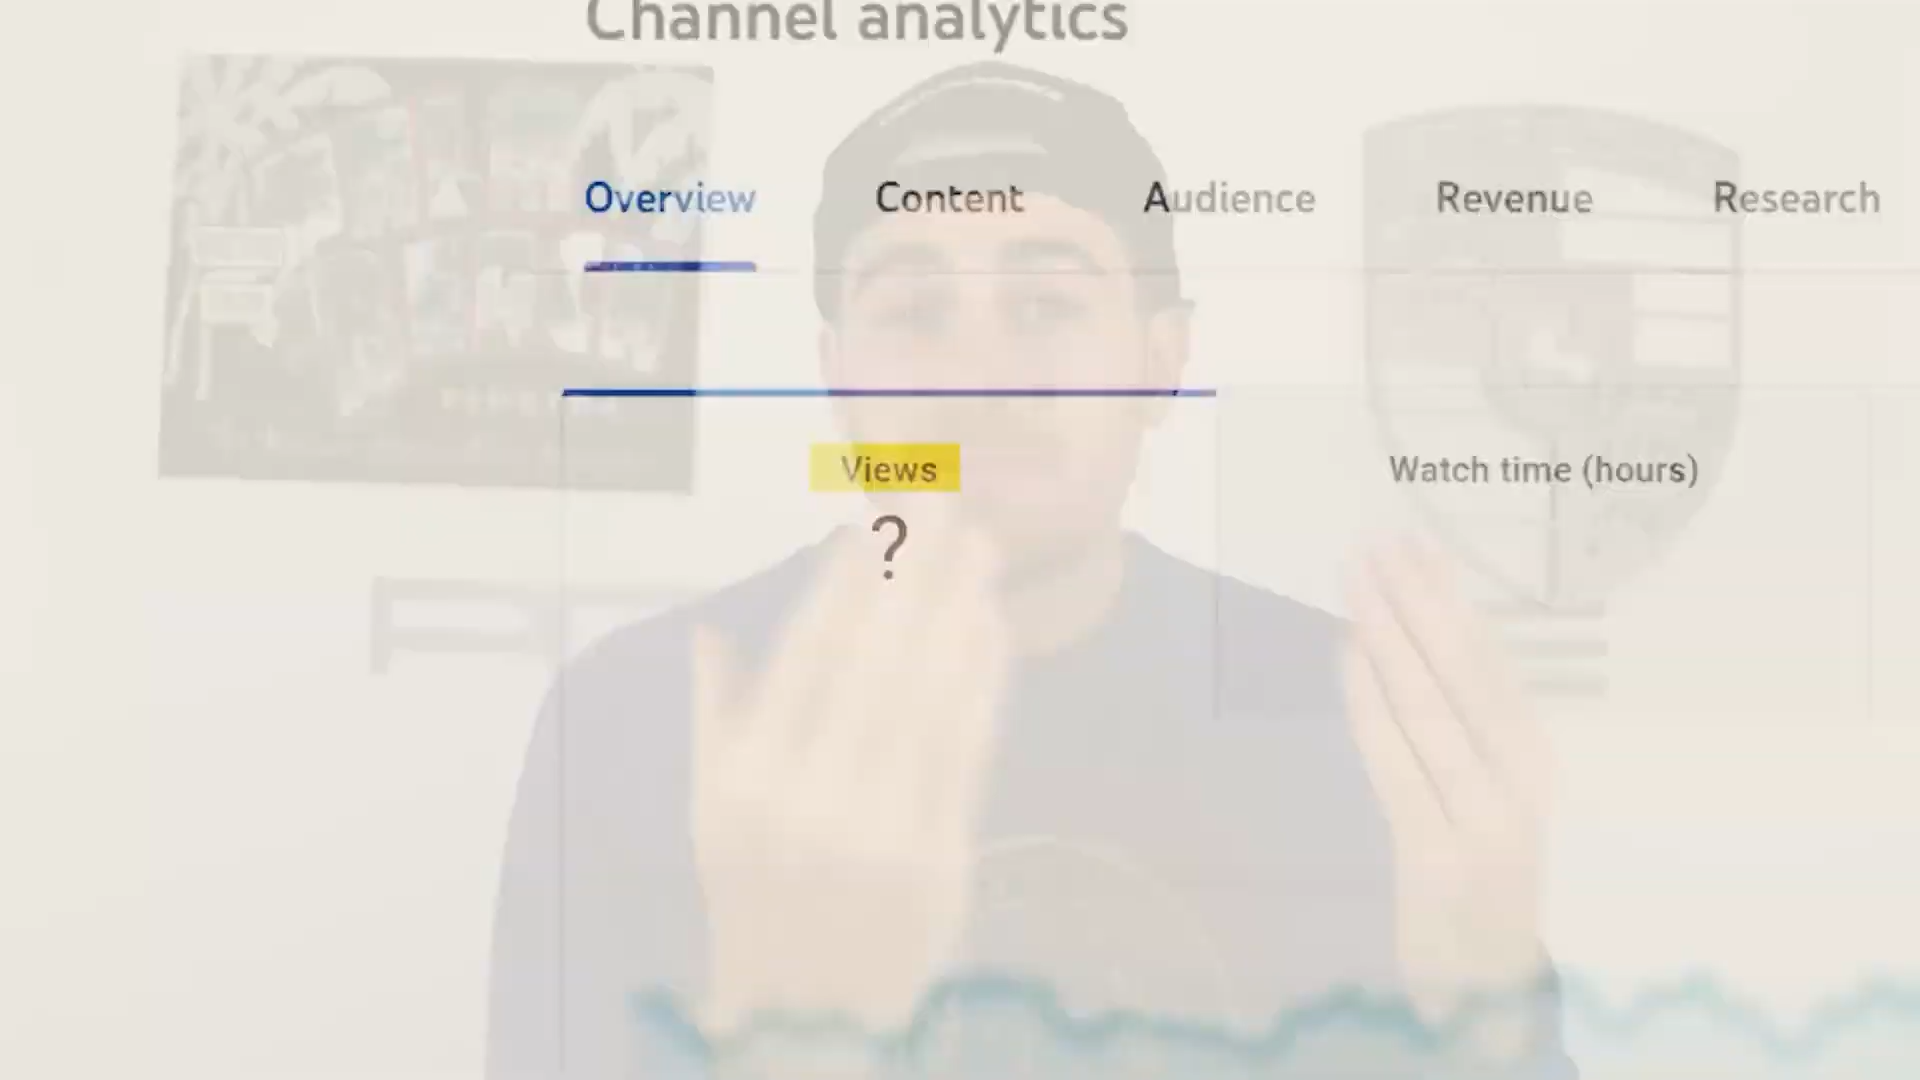 Channel analytics
Overview Content Audience Revenue Research
Views Watch time (hours)
?